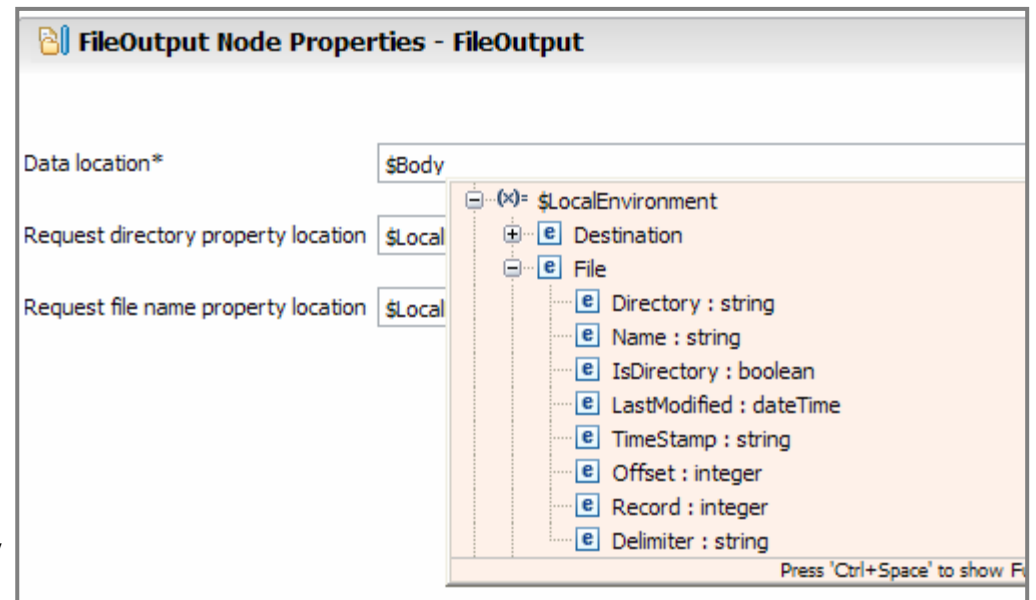 FileOutput Node Properties - FileOutput
Data location*
$Body
(x)= $LocalEnvironment
e Destination
Request directory property location
$Local
e File
e Directory : string
Request file name property location
$Local
e Name : string
e IsDirectory : boolean
e LastModified : dateTime
e TimeStamp : string
e Offset : integer
e Record : integer
e Delimiter : string
Press 'Ctrl+Space' to show